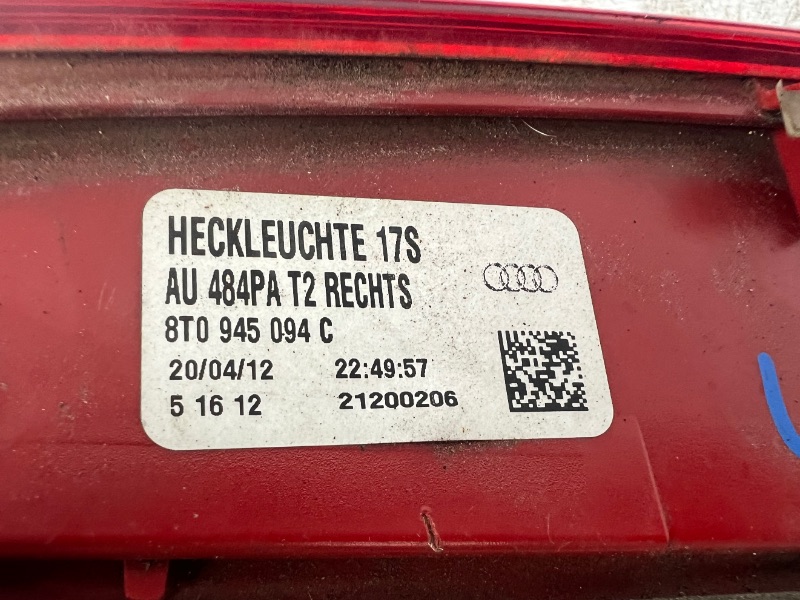 HECKLEUCHTE 17S
AU 484PA T2 RECHTS
8T0 945 094 C
20/04/12 22:49:57
5 16 12 21200206